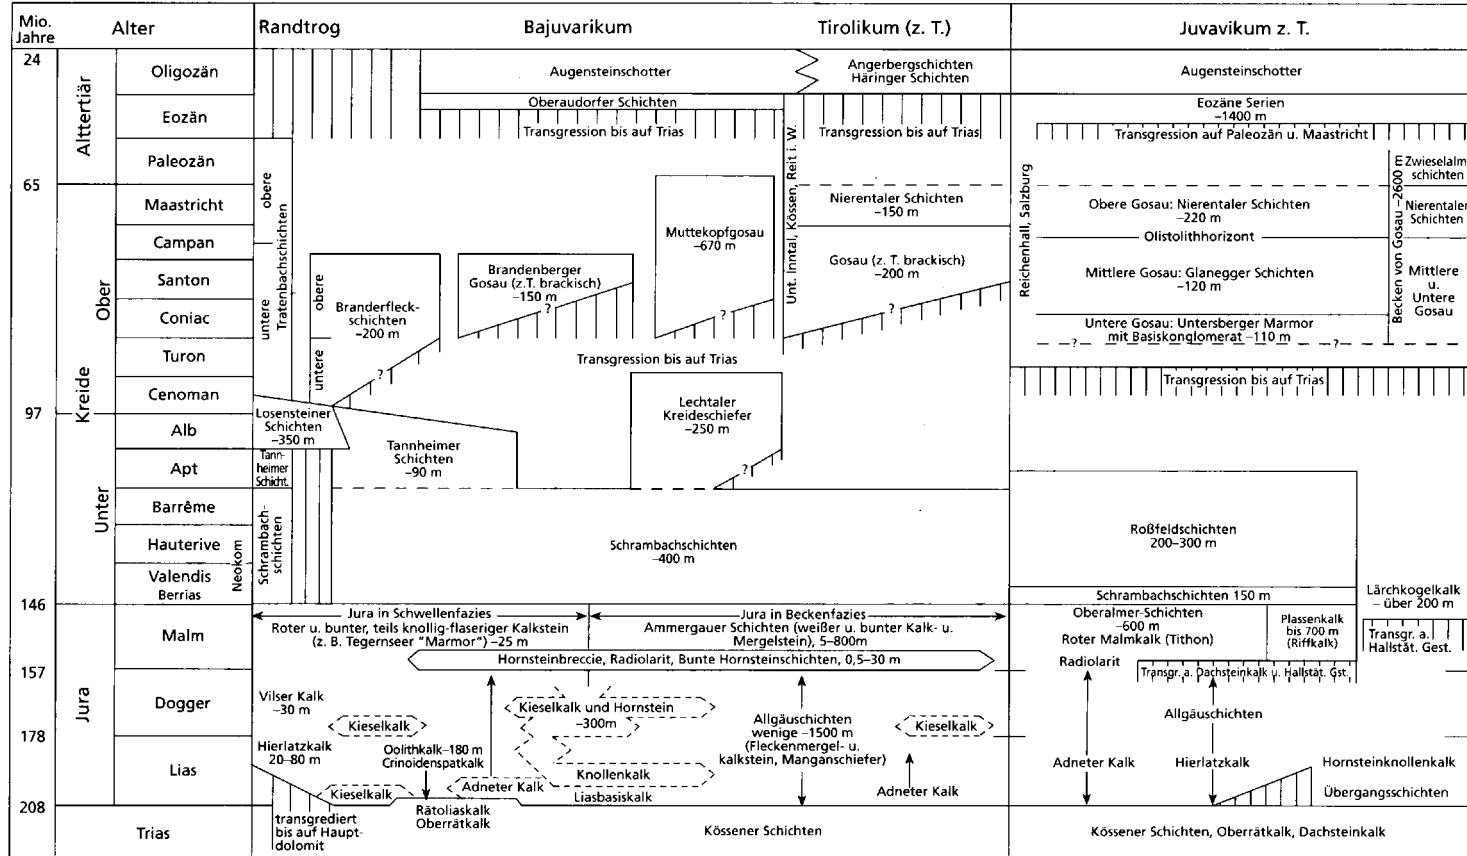 Mio.
Jahre
Alter
Randtrog
Bajuvarikum
Tirolikum (z. T.)
Juvavikum z. T.
24
Alttertiär
Oligozän
Augensteinschotter
Angerbergschichten
Häringer Schichten
Augensteinschotter
Eozän
Oberaudorfer Schichten
Transgression bis auf Trias
Transgression bis auf Trias
Eozäne Serien
–1400 m
Transgression auf Paleozän u. Maastricht
Paleozän
65
Kreide
Ober
Unter
Maastricht
Campan
Santon
Coniac
Turon
Cenoman
97
Alb
Apt
Barrême
Hauterive
Valendis
Berrias
Neokom
146
obere
untere
Tratenbachschichten
obere
untere
Branderfleck-
schichten
–200 m
?
Brandenberger
Gosau (z.T. brackisch)
–150 m
?
Muttekopfgosau
–670 m
?
Transgression bis auf Trias
Unt. Inntal, Kössen, Reit i. W.
Nierentaler Schichten
–150 m
Gosau (z. T. brackisch)
–200 m
?
Reichenhall, Salzburg
Obere Gosau: Nierentaler Schichten
–220 m
Olistolithhorizont
Mittlere Gosau: Glanegger Schichten
–120 m
Untere Gosau: Untersberger Marmor
mit Basiskonglomerat –110 m
?
?
Transgression bis auf Trias
Becken von Gosau –2600 m
Zwieselalm
schichten
Nierentaler
Schichten
Mittlere
u.
Untere
Gosau
Losensteiner
Schichten
–350 m
Tann-
heimer
Schicht.
Schrambach-
schichten
Tannheimer
Schichten
–90 m
Lechtaler
Kreideschiefer
–250 m
?
Schrambachschichten
–400 m
Roßfeldschichten
200–300 m
Schrambachschichten 150 m
Lärchkogelkalk
– über 200 m
Jura
Malm
Jura in Schwellenfazies
Roter u. bunter, teils knollig-flaseriger Kalkstein
(z. B. Tegernseer "Marmor") –25 m
Jura in Beckenfazies
Ammergauer Schichten (weißer u. bunter Kalk- u.
Mergelstein), 5–800m
Hornsteinbreccie, Radiolarit, Bunte Hornsteinschichten, 0,5–30 m
Oberalmer-Schichten
–600 m
Roter Malmkalk (Tithon)
Radiolarit
Plassenkalk
bis 700 m
(Riffkalk)
Transgr. a.
Hallstät. Gest.
Transgr. a. Dachsteinkalk u. Hallstät. Gst.
157
Dogger
Vilser Kalk
–30 m
Kieselkalk
Kieselkalk und Hornstein
–300m
Allgäuschichten
wenige –1500 m
(Fleckenmergel- u.
kalkstein, Manganschiefer)
Kieselkalk
Allgäuschichten
178
Lias
Hierlatzkalk
20–80 m
Kieselkalk
Oolithkalk–180 m
Crinoidenspatkalk
Adneter Kalk
Knollenkalk
Liasbasiskalk
Adneter Kalk
Adneter Kalk
Hierlatzkalk
Hornsteinknollenkalk
Übergangsschichten
208
Trias
transgrediert
bis auf Haupt-
dolomit
Rätoliaskalk
Oberrätkalk
Kössener Schichten
Kössener Schichten, Oberrätkalk, Dachsteinkalk